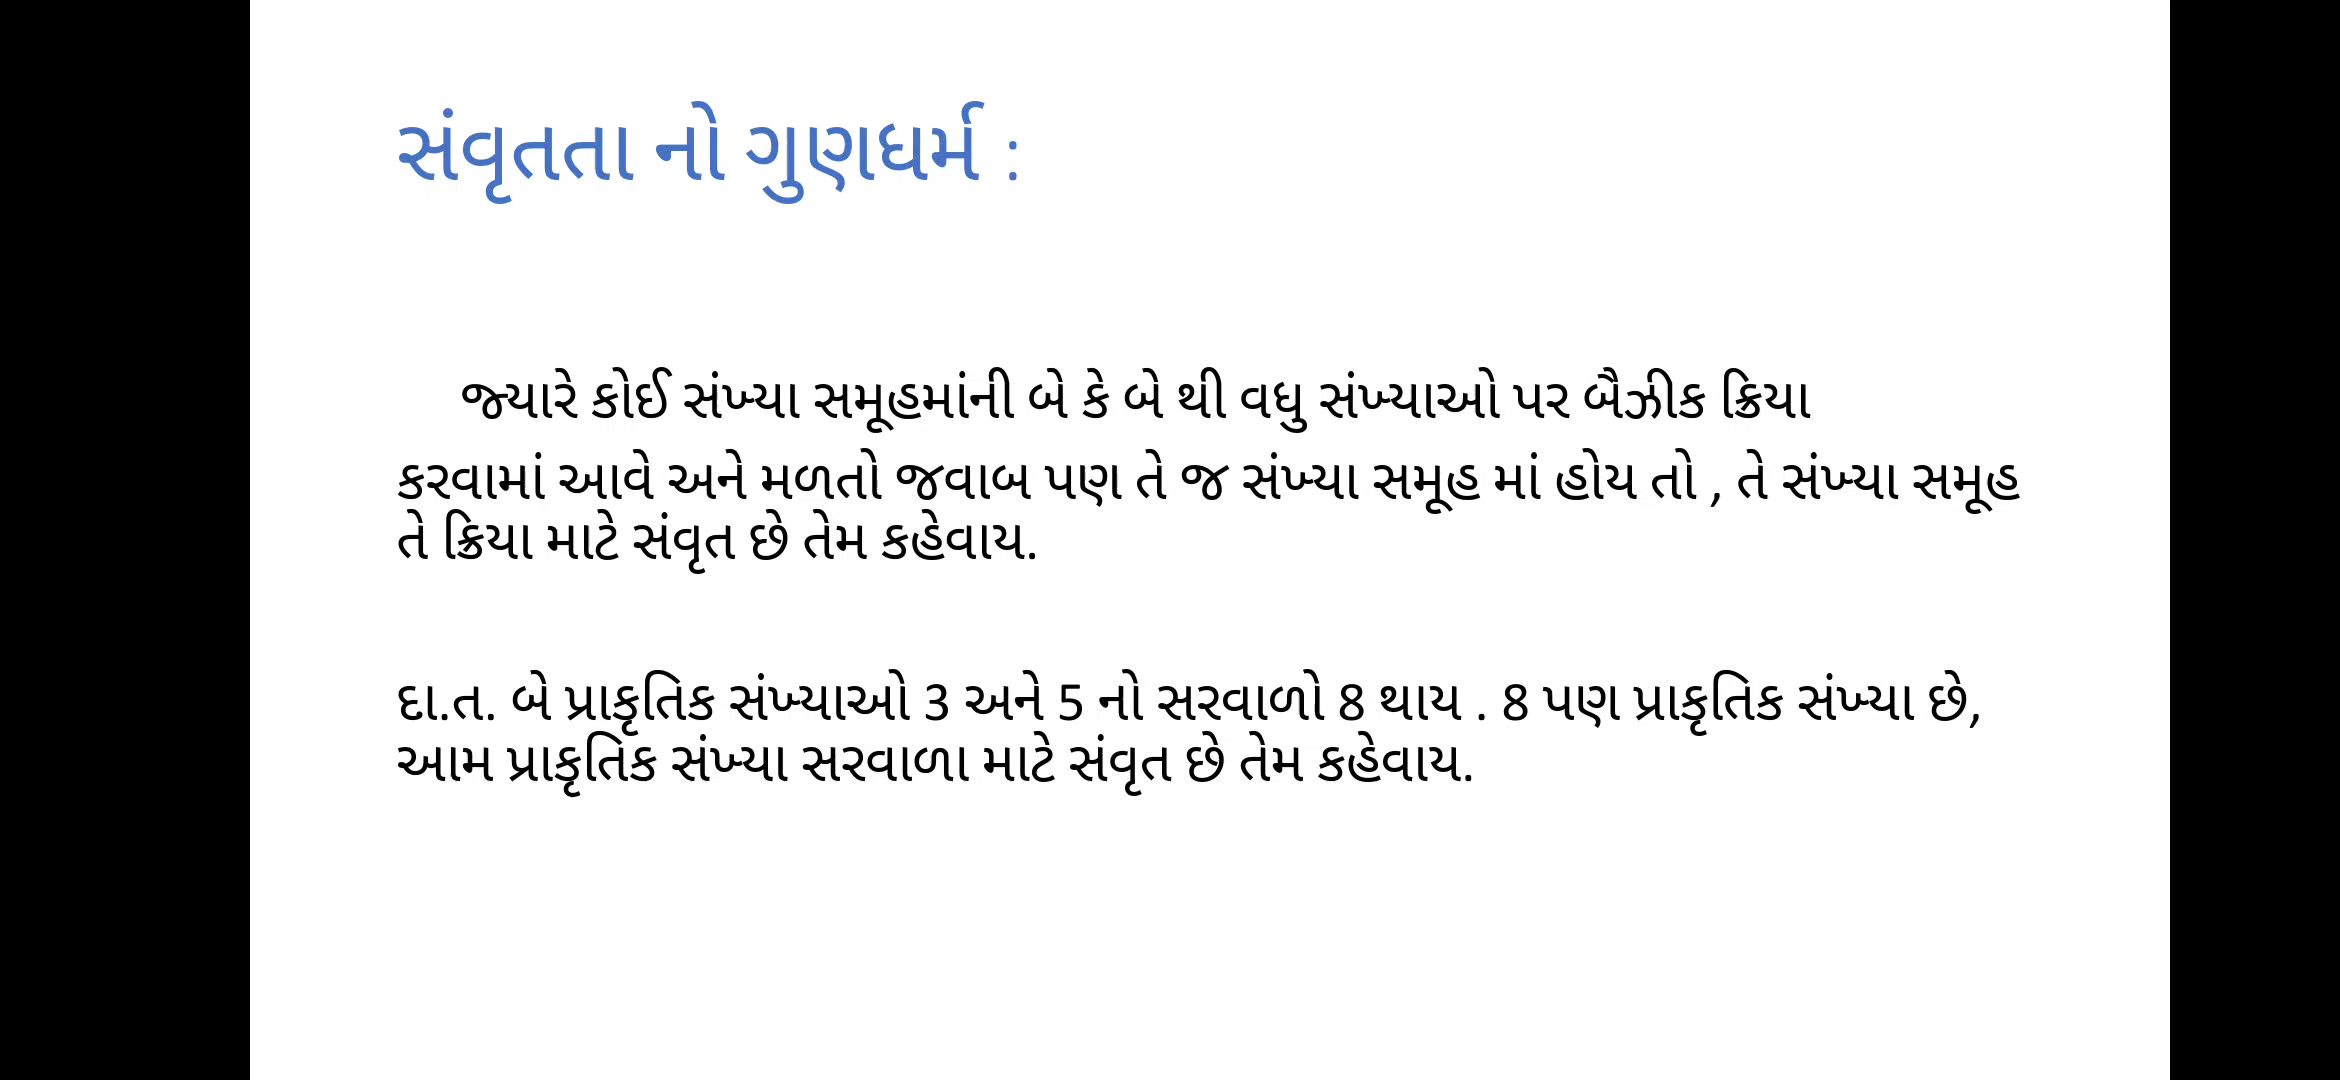 સંવૃતતા નો ગુણધર્મ :
જ્યારે કોઈ સંખ્યા સમૂહમાંની બે કે બે થી વધુ સંખ્યાઓ પર બૈઝીક ક્રિયા
કરવામાં આવે અને મળતો જવાબ પણ તે જ સંખ્યા સમૂહ માં હોય તો , તે સંખ્યા સમૂહ
તે ક્રિયા માટે સંવૃત છે તેમ કહેવાય.
દા.ત. બે પ્રાકૃતિક સંખ્યાઓ 3 અને 5 નો સરવાળો 8 થાય . 8 પણ પ્રાકૃતિક સંખ્યા છે,
આમ પ્રાકૃતિક સંખ્યા સરવાળા માટે સંવૃત છે તેમ કહેવાય.